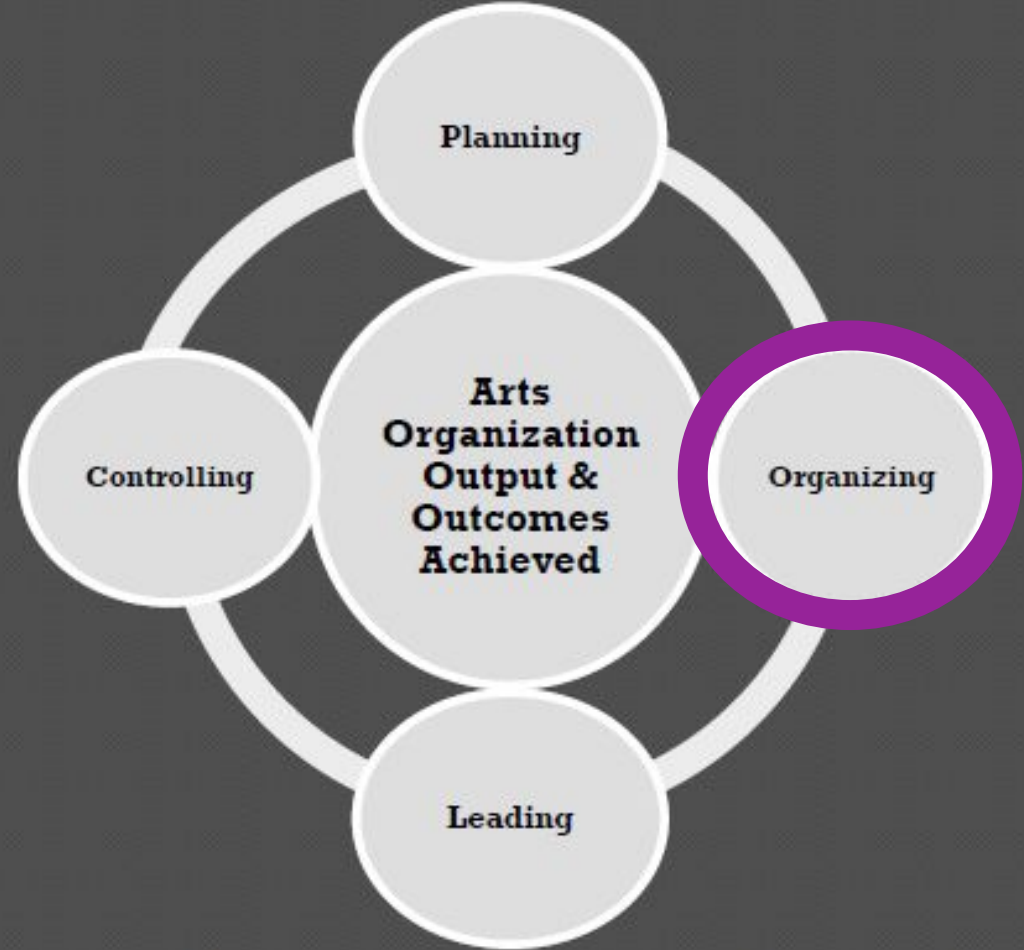 Planning
Arts
Organization
Output &
Outcomes
Achieved
Controlling
Organizing
Leading